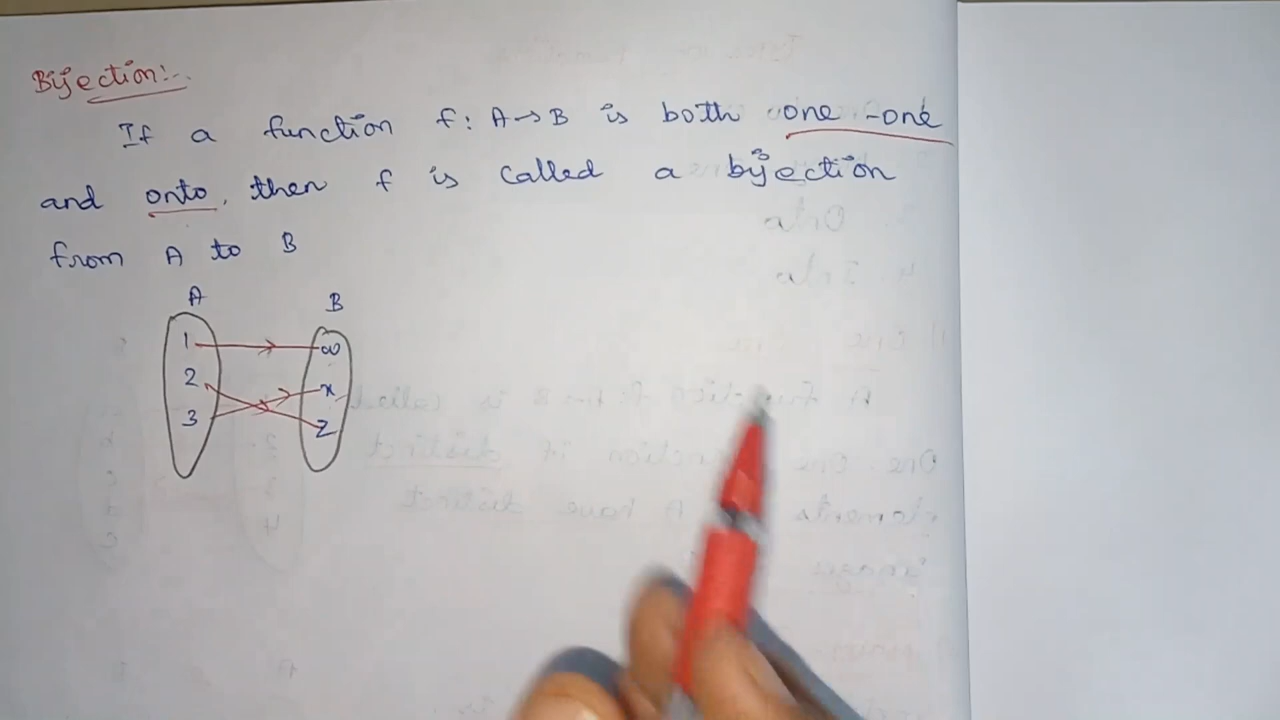 Bijection:-
If a function f: A→B is both one-one
and onto, then f is called a bijection
from A to B
A B
1 ω
2 x
3 z